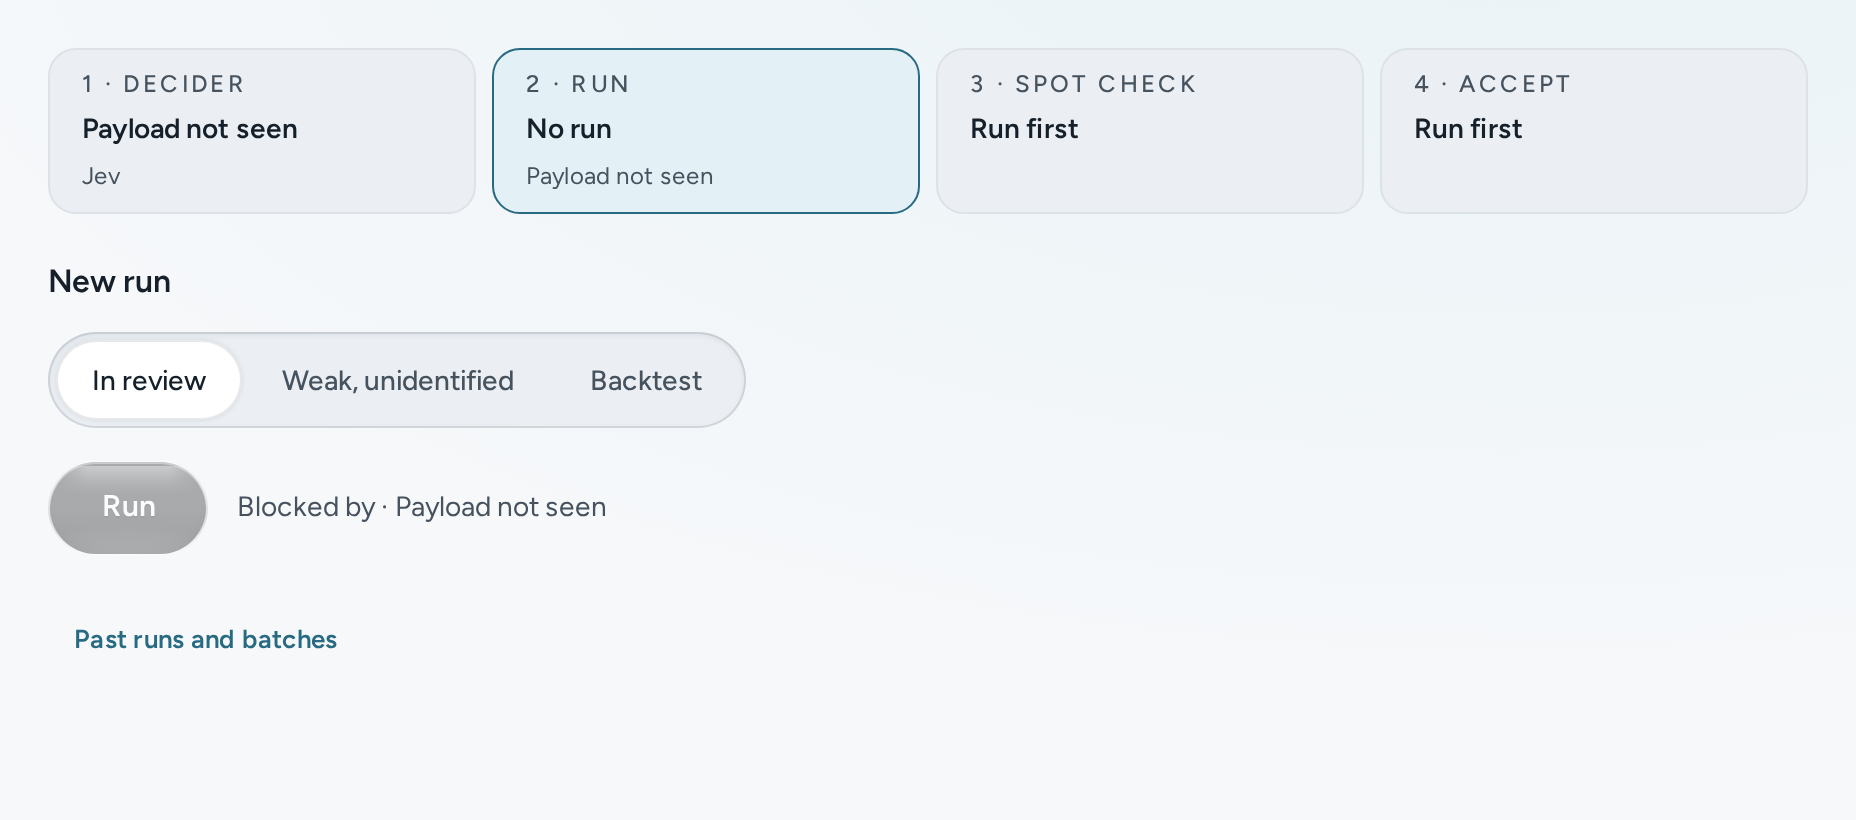 1 · DECIDER
Payload not seen
Jev
2 · RUN
No run
Payload not seen
3 · SPOT CHECK
Run first
4 · ACCEPT
Run first
New run
In review
Weak, unidentified
Backtest
Run
Blocked by · Payload not seen
Past runs and batches